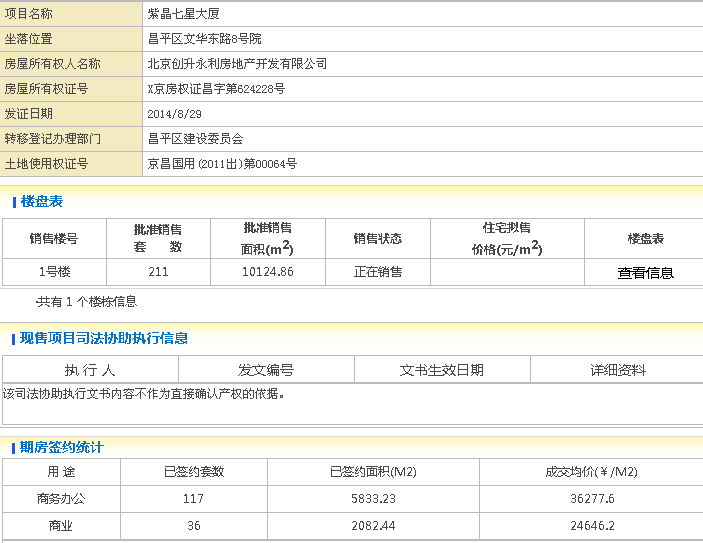 项目名称 紫晶七星大厦
坐落位置 昌平区文华东路8号院
房屋所有权人名称 北京创升永利房地产开发有限公司
房屋所有权证号 X京房权证昌字第624228号
发证日期 2014/8/29
转移登记办理部门 昌平区建设委员会
土地使用权证号 京昌国用(2011出)第00064号
楼盘表
销售楼号 批准销售套 数 批准销售面积(m2) 销售状态 住宅拟售价格(元/m2) 楼盘表
1号楼 211 10124.86 正在销售 查看信息
-共有 1 个楼栋信息
现售项目司法协助执行信息
执 行 人 发文编号 文书生效日期 详细资料
该司法协助执行文书内容不作为直接确认产权的依据。
期房签约统计
用 途 已签约套数 已签约面积(M2) 成交均价(￥/M2)
商务办公 117 5833.23 36277.6
商业 36 2082.44 24646.2